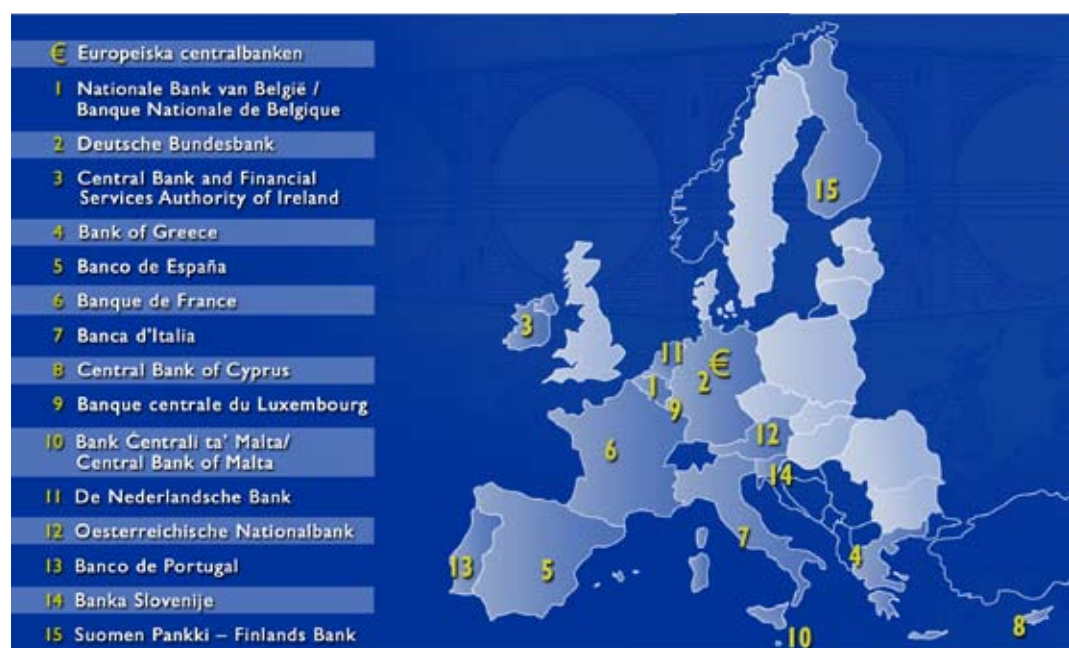 € Europeiska centralbanken
1 Nationale Bank van België /
Banque Nationale de Belgique
2 Deutsche Bundesbank
3 Central Bank and Financial
Services Authority of Ireland
4 Bank of Greece
5 Banco de España
6 Banque de France
7 Banca d'Italia
8 Central Bank of Cyprus
9 Banque centrale du Luxembourg
10 Bank Ċentrali ta' Malta/
Central Bank of Malta
11 De Nederlandsche Bank
12 Oesterreichische Nationalbank
13 Banco de Portugal
14 Banka Slovenije
15 Suomen Pankki – Finlands Bank
15
3
11
€
1
2
9
12
6
14
7
4
13
5
8
10